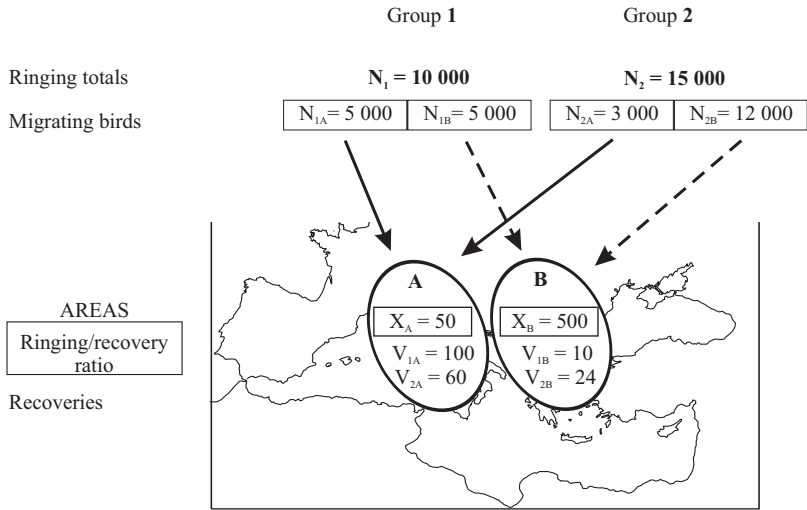 Group 1 Group 2
Ringing totals N1 = 10 000 N2 = 15 000
Migrating birds N1A= 5 000 N1B= 5 000 N2A= 3 000 N2B= 12 000
A B
AREAS XA = 50 XB = 500
Ringing/recovery
ratio V1A = 100 V1B = 10
V2A = 60 V2B = 24
Recoveries